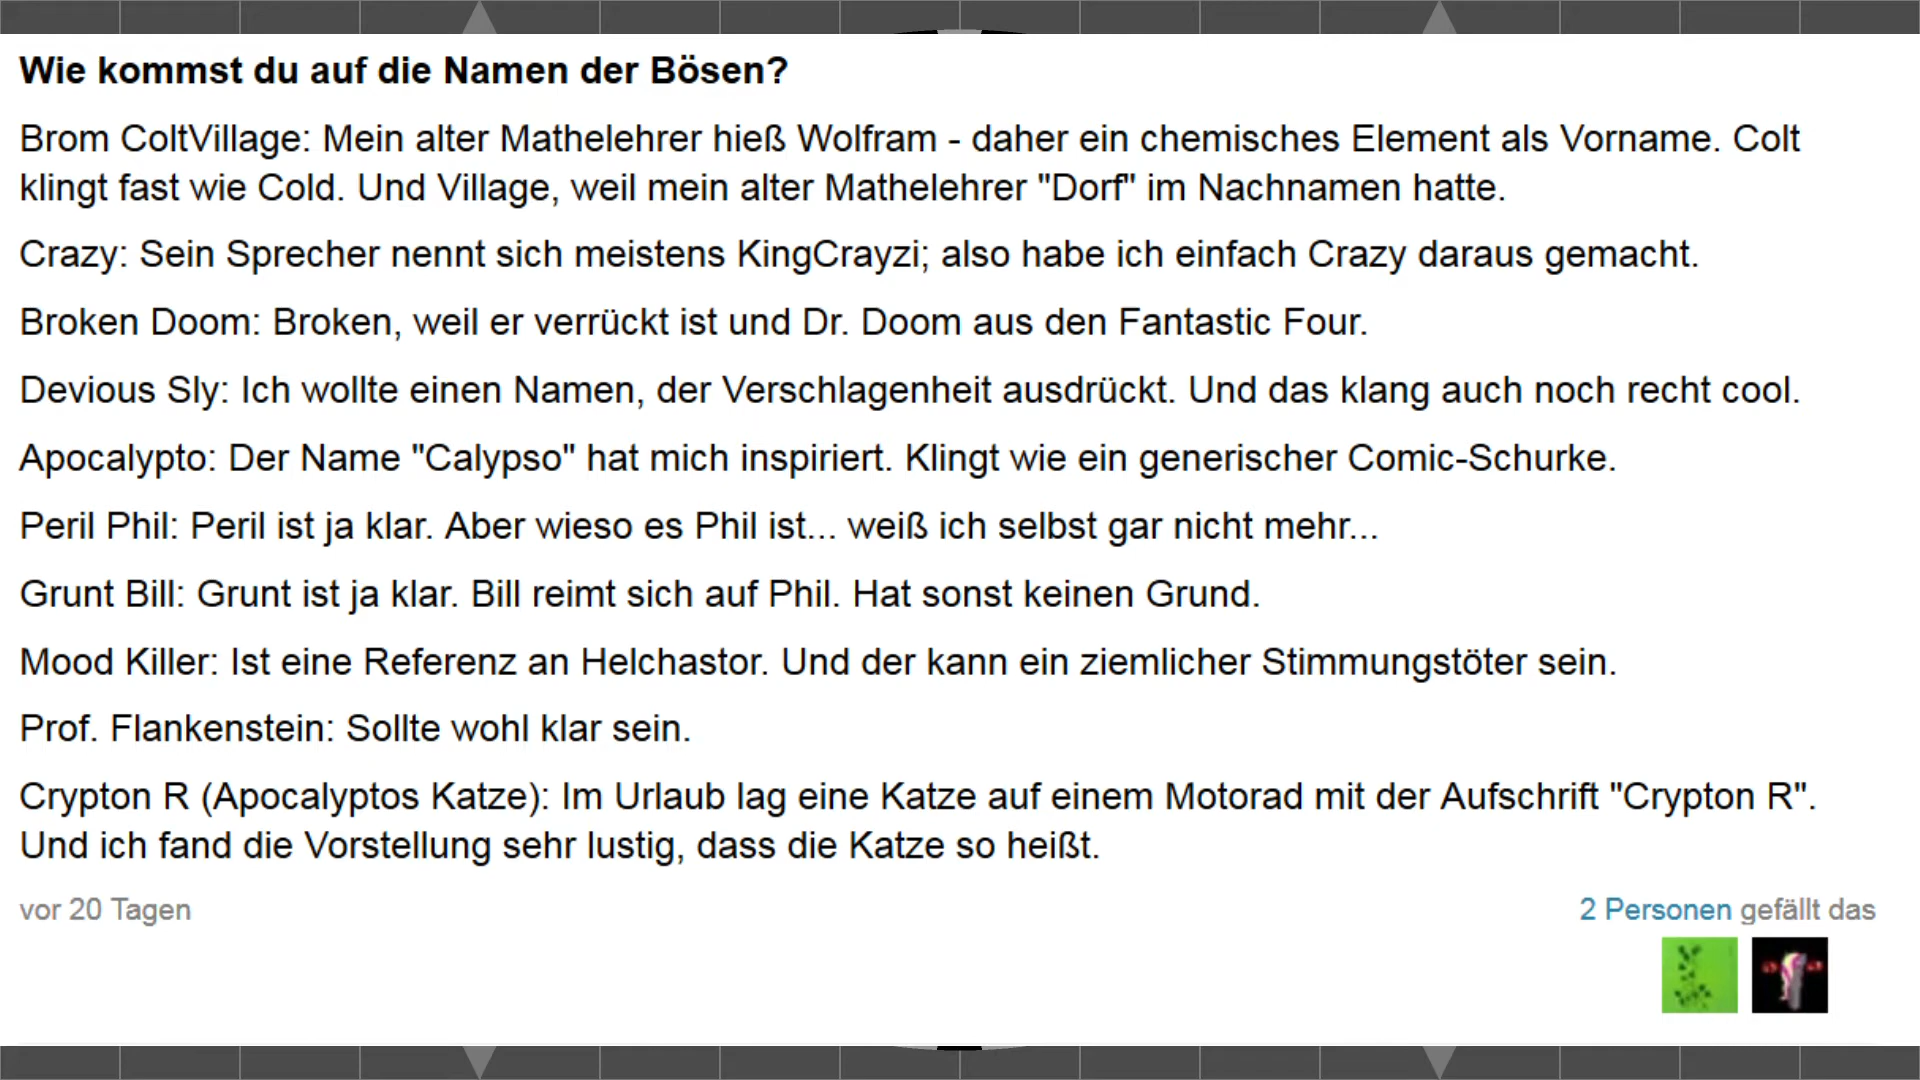 Wie kommst du auf die Namen der Bösen?
Brom ColtVillage: Mein alter Mathelehrer hieß Wolfram - daher ein chemisches Element als Vorname. Colt
klingt fast wie Cold. Und Village, weil mein alter Mathelehrer "Dorf" im Nachnamen hatte.
Crazy: Sein Sprecher nennt sich meistens KingCrayzi; also habe ich einfach Crazy daraus gemacht.
Broken Doom: Broken, weil er verrückt ist und Dr. Doom aus den Fantastic Four.
Devious Sly: Ich wollte einen Namen, der Verschlagenheit ausdrückt. Und das klang auch noch recht cool.
Apocalypto: Der Name "Calypso" hat mich inspiriert. Klingt wie ein generischer Comic-Schurke.
Peril Phil: Peril ist ja klar. Aber wieso es Phil ist... weiß ich selbst gar nicht mehr...
Grunt Bill: Grunt ist ja klar. Bill reimt sich auf Phil. Hat sonst keinen Grund.
Mood Killer: Ist eine Referenz an Helchastor. Und der kann ein ziemlicher Stimmungstöter sein.
Prof. Flankenstein: Sollte wohl klar sein.
Crypton R (Apocalyptos Katze): Im Urlaub lag eine Katze auf einem Motorad mit der Aufschrift "Crypton R".
Und ich fand die Vorstellung sehr lustig, dass die Katze so heißt.
vor 20 Tagen
2 Personen gefällt das